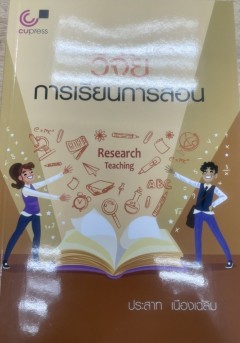 cupress
วิจัย
การเรียนการสอน
Research
Teaching
ABC
ประสาท เนืองเฉลิม